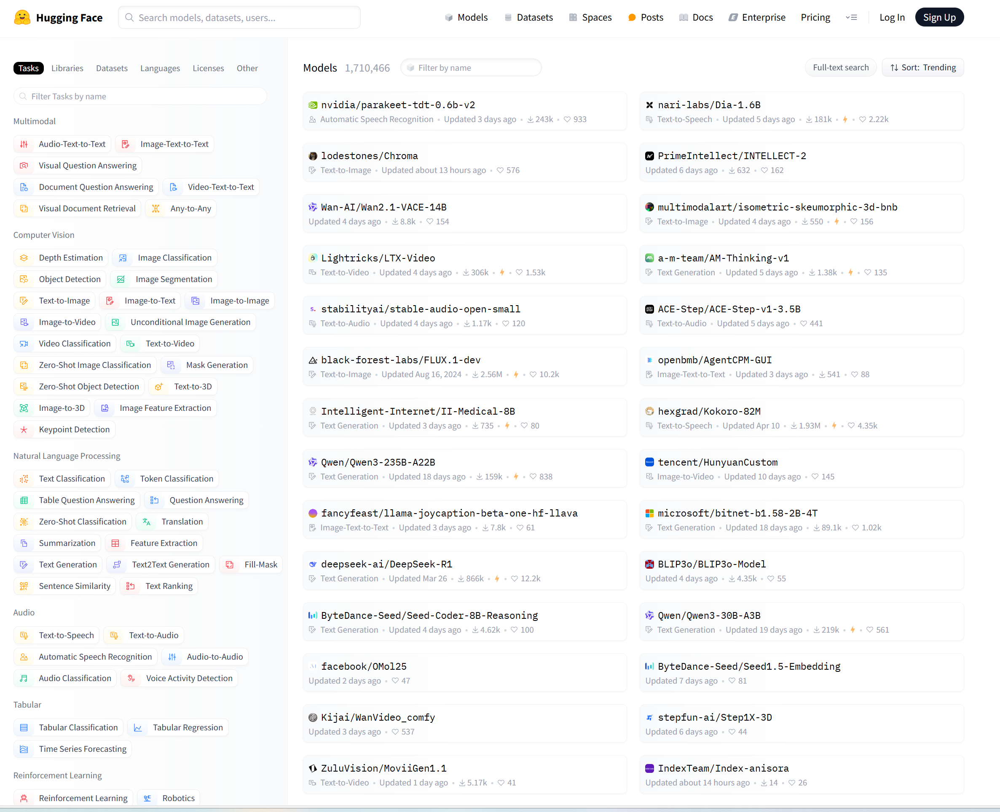 Hugging Face
Search models, datasets, users...
Models
Datasets
Spaces
Posts
Docs
Enterprise
Pricing
Log In
Sign Up
Tasks
Libraries
Datasets
Languages
Licenses
Other
Filter Tasks by name
Multimodal
Audio-Text-to-Text
Image-Text-to-Text
Visual Question Answering
Document Question Answering
Video-Text-to-Text
Visual Document Retrieval
Any-to-Any
Computer Vision
Depth Estimation
Image Classification
Object Detection
Image Segmentation
Text-to-Image
Image-to-Text
Image-to-Image
Image-to-Video
Unconditional Image Generation
Video Classification
Text-to-Video
Zero-Shot Image Classification
Mask Generation
Zero-Shot Object Detection
Text-to-3D
Image-to-3D
Image Feature Extraction
Keypoint Detection
Natural Language Processing
Text Classification
Token Classification
Table Question Answering
Question Answering
Zero-Shot Classification
Translation
Summarization
Feature Extraction
Text Generation
Text2Text Generation
Fill-Mask
Sentence Similarity
Text Ranking
Audio
Text-to-Speech
Text-to-Audio
Automatic Speech Recognition
Audio-to-Audio
Audio Classification
Voice Activity Detection
Tabular
Tabular Classification
Tabular Regression
Time Series Forecasting
Reinforcement Learning
Reinforcement Learning
Robotics
Models 1,710,466
Filter by name
Full-text search
Sort: Trending
nvidia/parakeet-tdt-0.6b-v2
Automatic Speech Recognition • Updated 3 days ago • 243k • 933
nari-labs/Dia-1.6B
Text-to-Speech • Updated 5 days ago • 181k • • 2.22k
lodestones/Chroma
Text-to-Image • Updated about 13 hours ago • 576
PrimeIntellect/INTELLECT-2
Updated 6 days ago • 632 • 162
Wan-AI/Wan2.1-VACE-14B
Updated 4 days ago • 8.8k • 154
multimodalart/isometric-skeumorphic-3d-bnb
Text-to-Image • Updated 4 days ago • 550 • • 156
Lightricks/LTX-Video
Text-to-Video • Updated 4 days ago • 306k • • 1.53k
a-m-team/AM-Thinking-v1
Text Generation • Updated 5 days ago • 1.38k • • 135
stabilityai/stable-audio-open-small
Text-to-Audio • Updated 4 days ago • 1.17k • 120
ACE-Step/ACE-Step-v1-3.5B
Text-to-Audio • Updated 5 days ago • 441
black-forest-labs/FLUX.1-dev
Text-to-Image • Updated Aug 16, 2024 • 2.56M • • 10.2k
openbmb/AgentCPM-GUI
Image-Text-to-Text • Updated 3 days ago • 541 • 88
Intelligent-Internet/II-Medical-8B
Text Generation • Updated 3 days ago • 735 • • 80
hexgrad/Kokoro-82M
Text-to-Speech • Updated Apr 10 • 1.93M • • 4.35k
Qwen/Qwen3-235B-A22B
Text Generation • Updated 18 days ago • 159k • • 838
tencent/HunyuanCustom
Image-to-Video • Updated 10 days ago • 145
fancyfeast/llama-joycaption-beta-one-hf-llava
Image-Text-to-Text • Updated 3 days ago • 7.8k • 61
microsoft/bitnet-b1.58-2B-4T
Text Generation • Updated 18 days ago • 89.1k • 1.02k
deepseek-ai/DeepSeek-R1
Text Generation • Updated Mar 26 • 866k • • 12.2k
BLIP3o/BLIP3o-Model
Updated 4 days ago • 4.35k • 55
ByteDance-Seed/Seed-Coder-8B-Reasoning
Text Generation • Updated 4 days ago • 4.62k • 100
Qwen/Qwen3-30B-A3B
Text Generation • Updated 19 days ago • 219k • • 561
facebook/OMol25
Updated 2 days ago • 47
ByteDance-Seed/Seed1.5-Embedding
Updated 7 days ago • 81
Kijai/WanVideo_comfy
Updated 3 days ago • 537
stepfun-ai/Step1X-3D
Updated 6 days ago • 44
ZuluVision/MoviiGen1.1
Text-to-Video • Updated 1 day ago • 5.17k • 41
IndexTeam/Index-anisora
Updated about 14 hours ago • 14 • 26